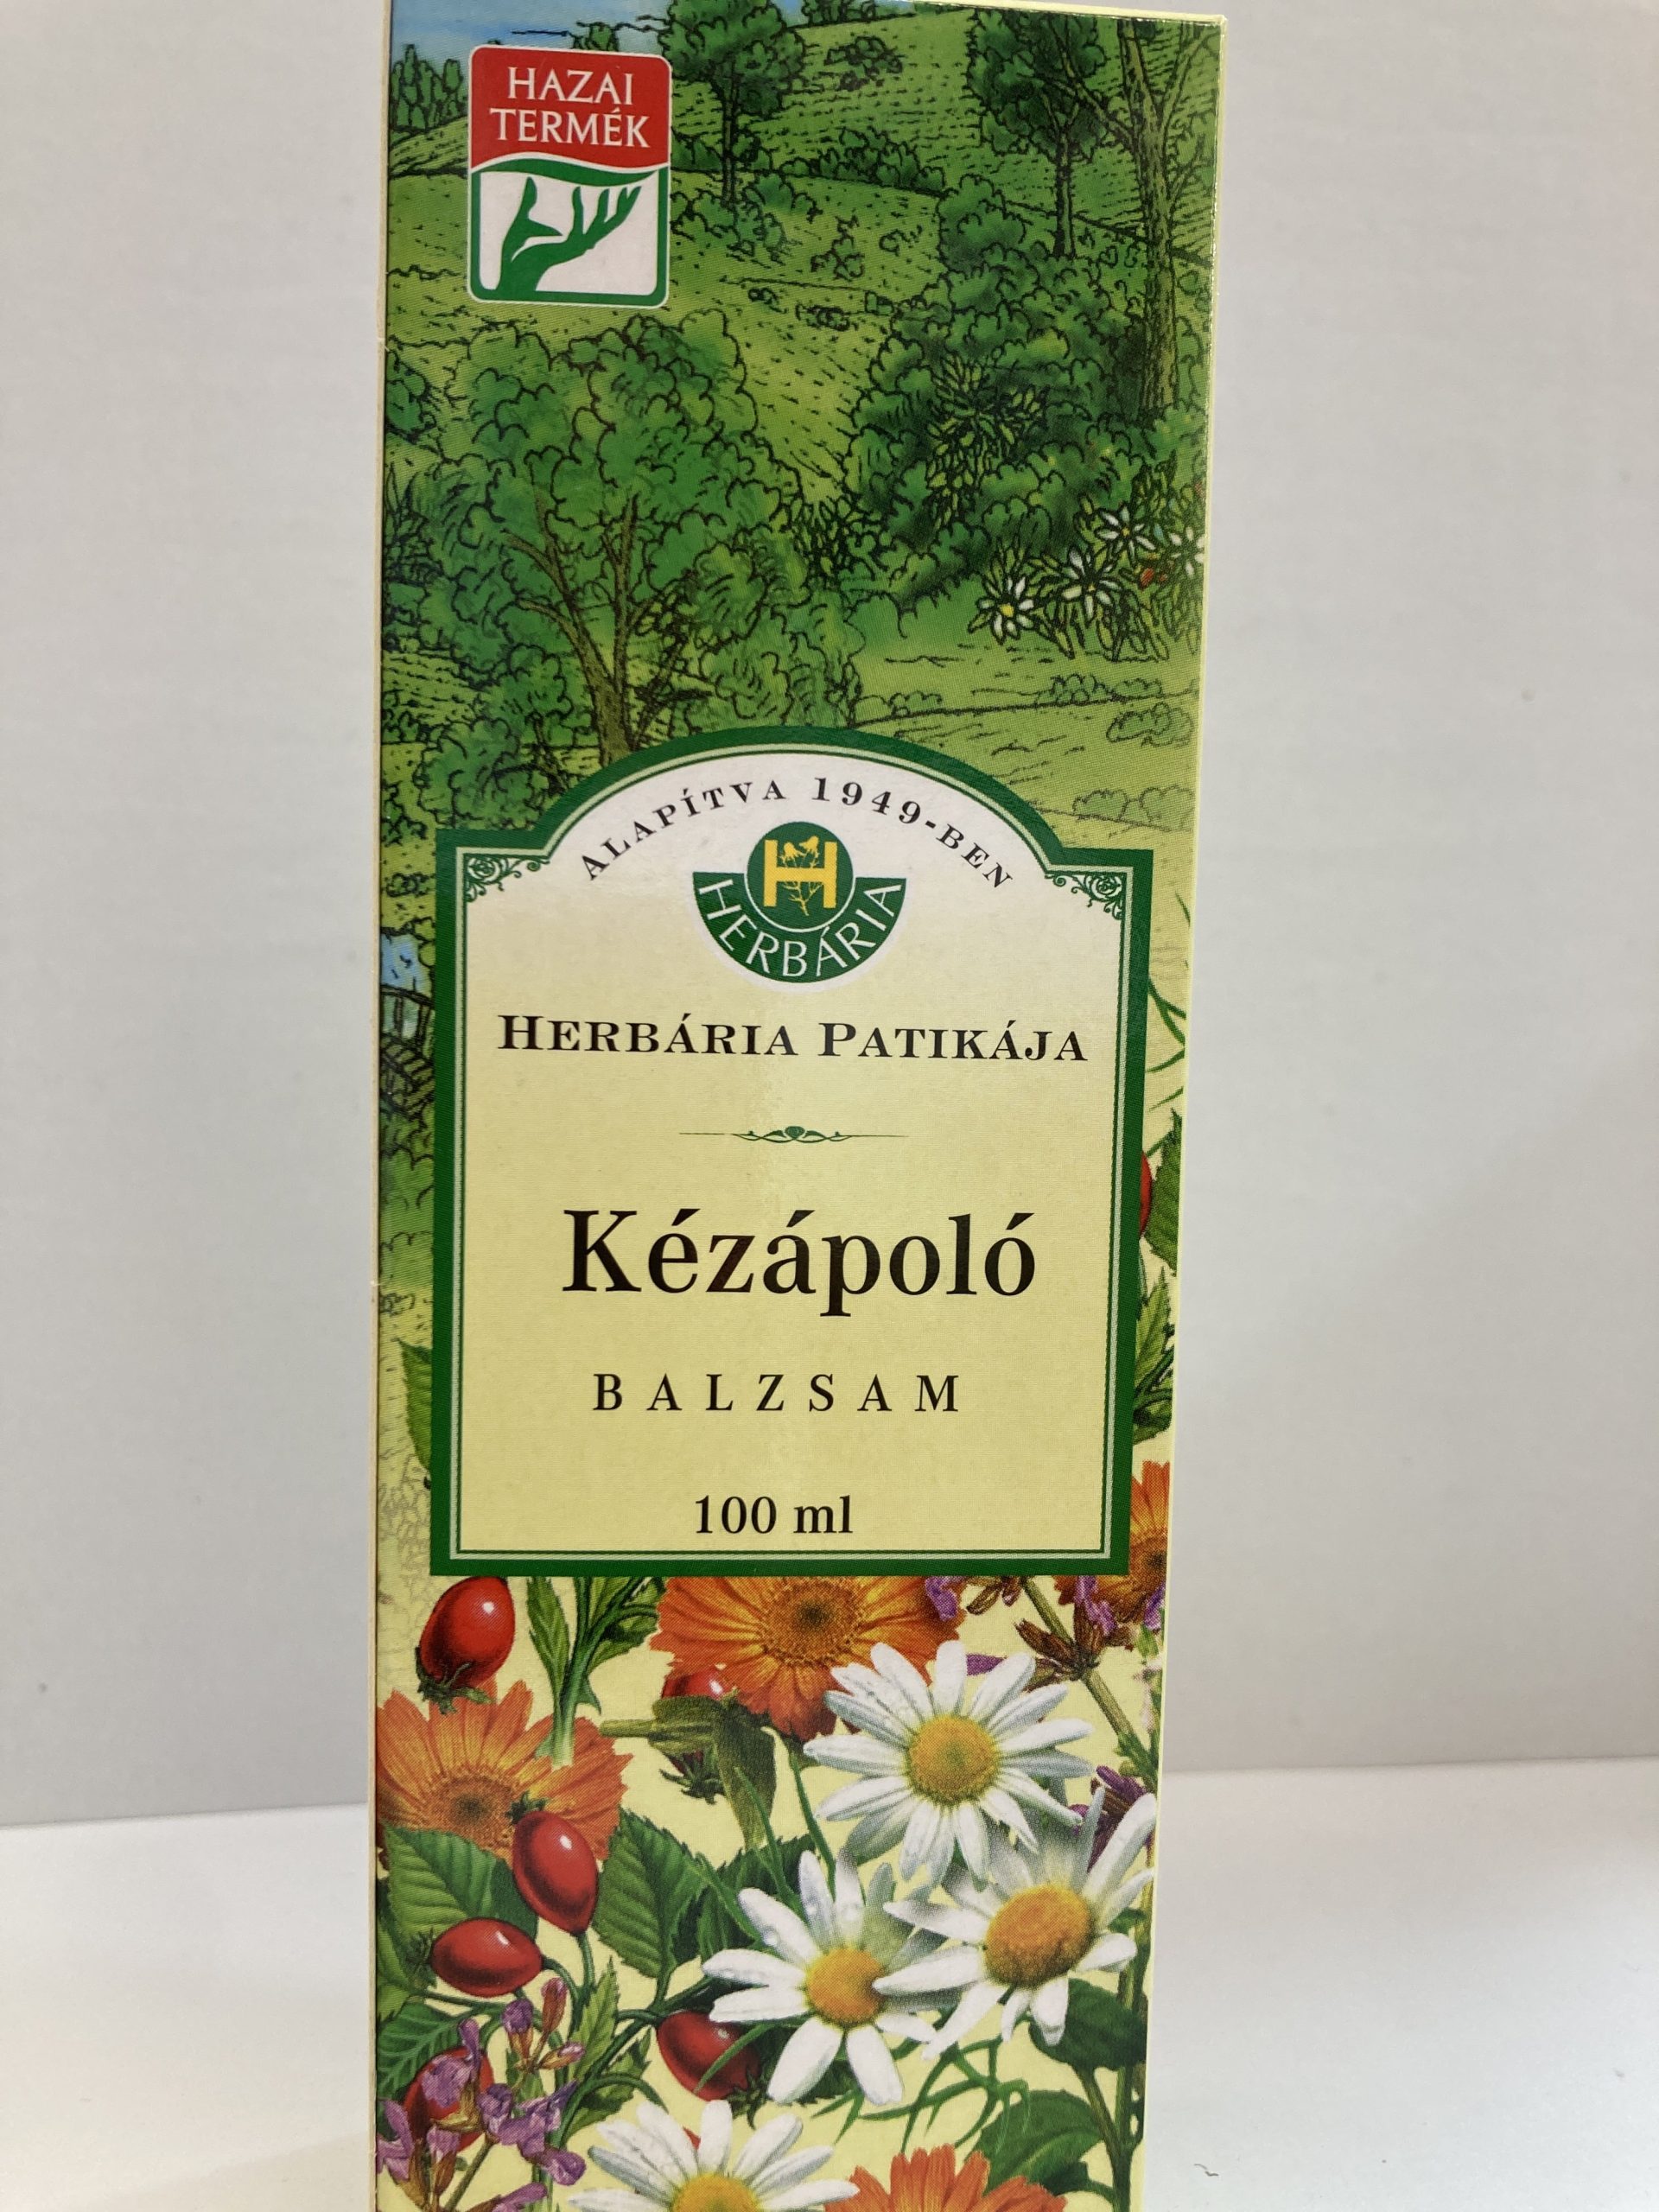 HAZAI
TERMÉK
ALAPÍTVA 1949-BEN
H
HERBÁRIA
HERBÁRIA PATIKÁJA
Kézápoló
BALZSAM
100 ml